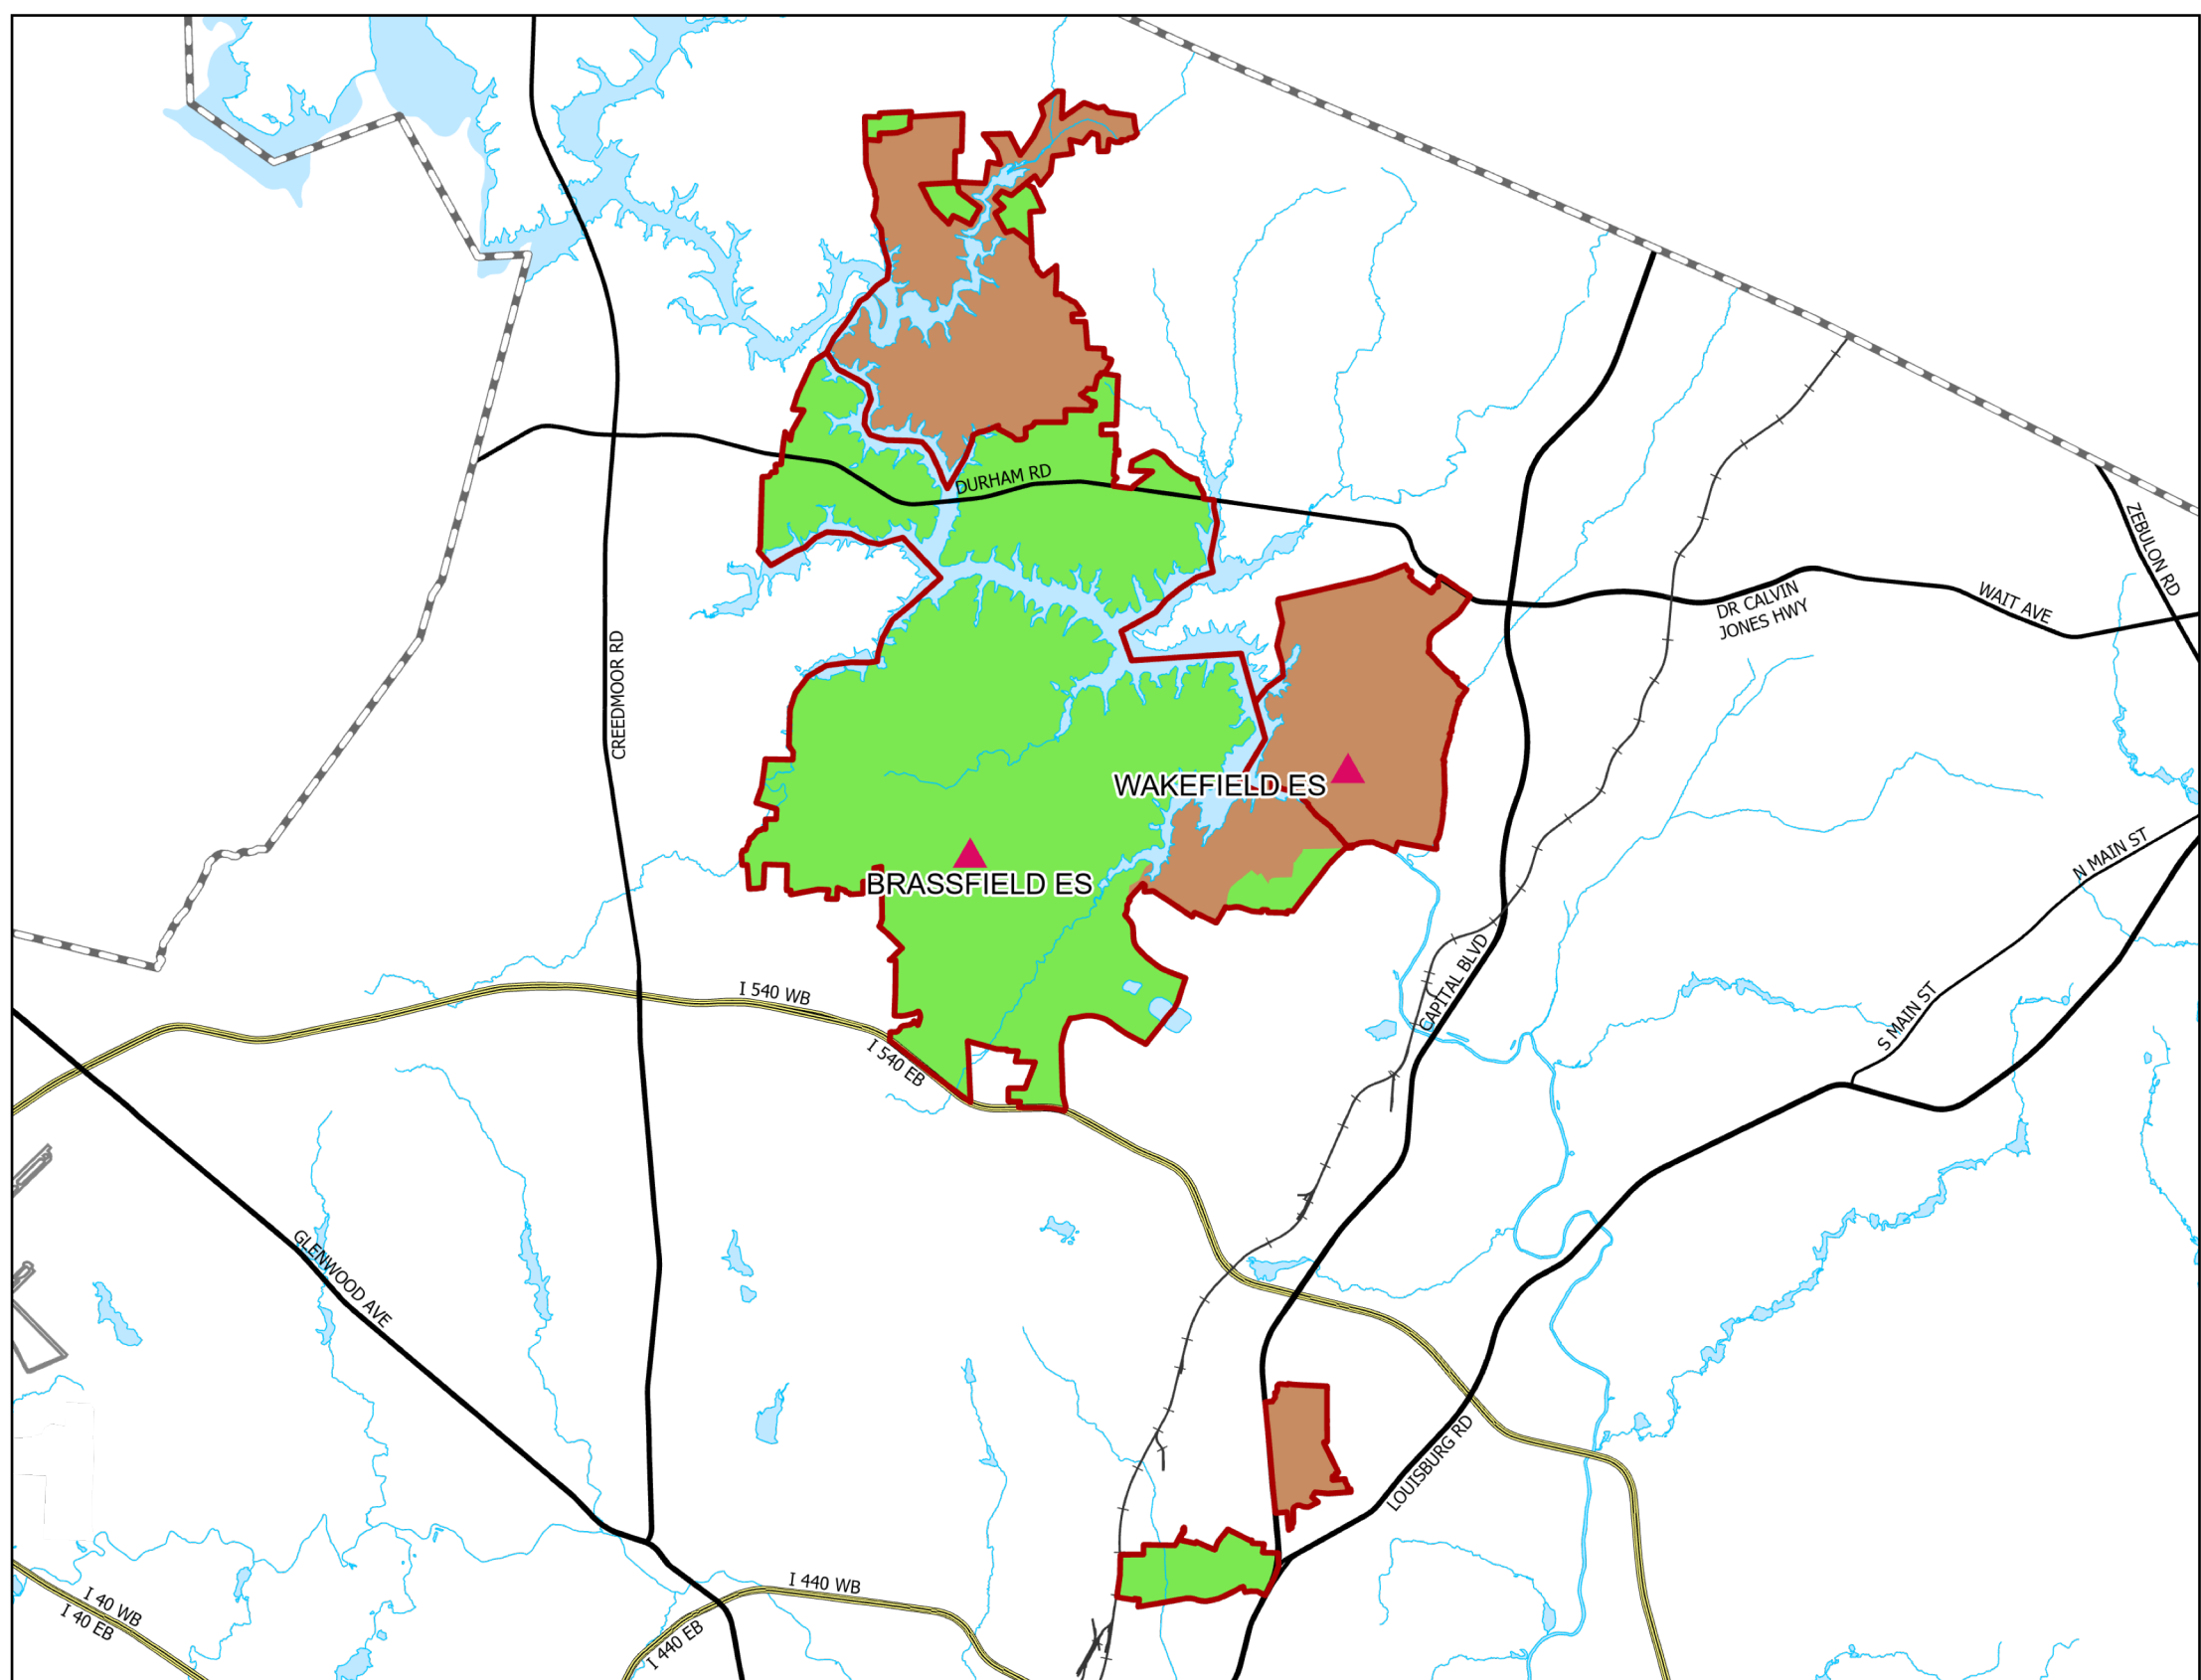 DURHAM RD
ZEBULON RD
DR CALVIN
JONES HWY
WAIT AVE
CREEDMOOR RD
WAKEFIELD ES
BRASSFIELD ES
N MAIN ST
CAPITAL BLVD
I 540 WB
S MAIN ST
I 540 EB
GLENWOOD AVE
LOUISBURG RD
I 440 WB
I 40 WB
I 40 EB
I 440 EB